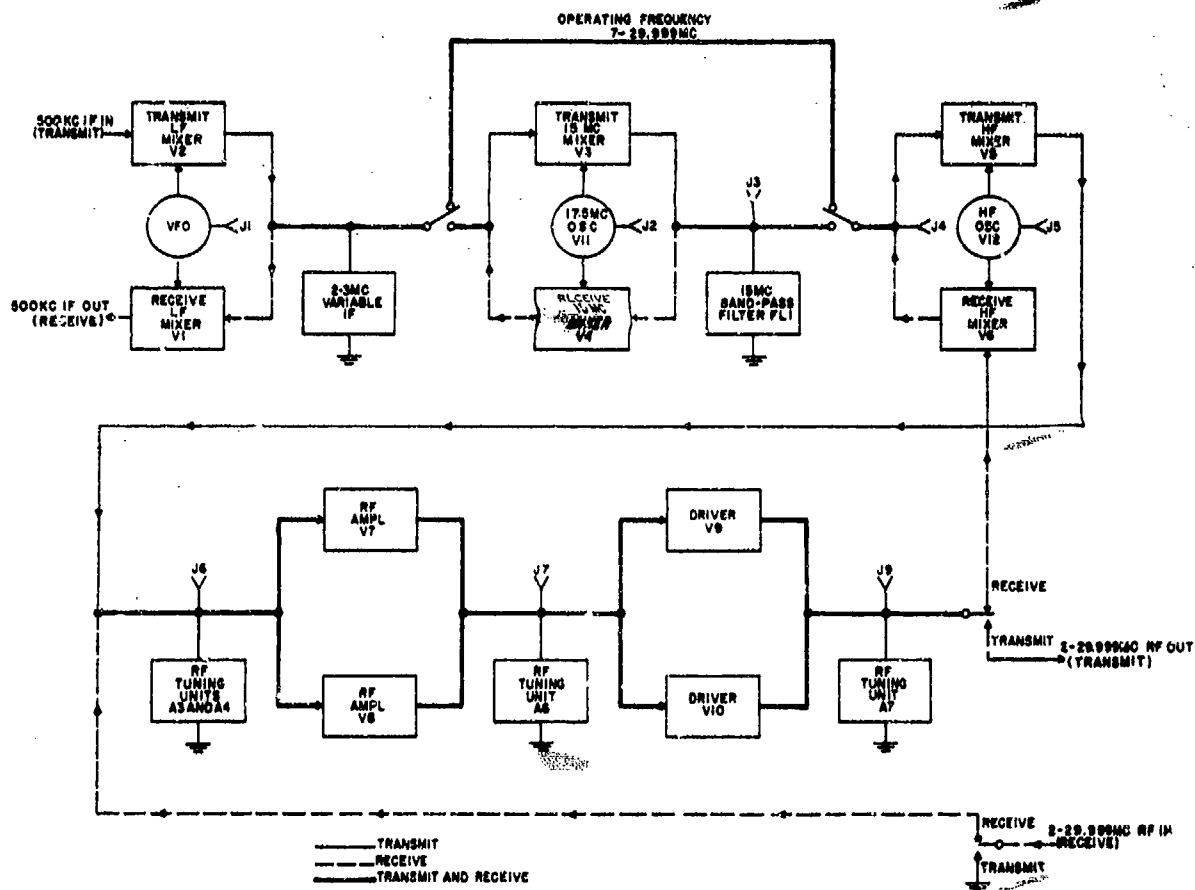 OPERATING FREQUENCY
7-29.999MC
500KC IF IN
(TRANSMIT)
TRANSMIT
LF
MIXER
V2
VFO
J1
500KC IF OUT
(RECEIVE)
RECEIVE
LF
MIXER
V1
2-3MC
VARIABLE
IF
TRANSMIT
15 MC
MIXER
V3
17.5MC
OSC
V11
J2
RECEIVE
MIXER
V4
J3
15MC
BAND-PASS
FILTER FL1
TRANSMIT
HF
MIXER
V5
J4
HF
OSC
V12
J5
RECEIVE
HF
MIXER
V6
J6
RF
TUNING
UNITS
A3 AND A4
RF
AMPL
V7
RF
AMPL
V8
J7
RF
TUNING
UNIT
A6
DRIVER
V9
DRIVER
V10
J9
RF
TUNING
UNIT
A7
RECEIVE
TRANSMIT
2-29.999MC RF OUT
(TRANSMIT)
RECEIVE
2-29.999MC RF IN
(RECEIVE)
TRANSMIT
TRANSMIT
RECEIVE
TRANSMIT AND RECEIVE